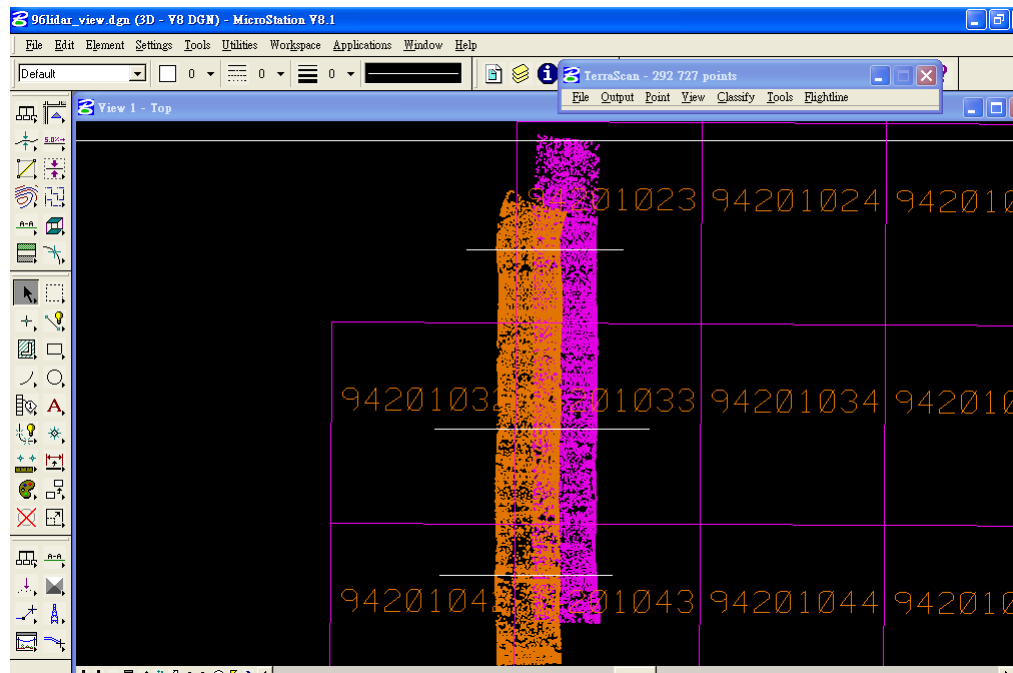 96lidar_view.dgn (3D - V8 DGN) - MicroStation V8.1
File Edit Element Settings Tools Utilities Workspace Applications Window Help
Default 0 0 0
TerraScan - 292 727 points
File Output Point View Classify Tools Flightline
View 1 - Top
5.0%
94201024
94201034
94201044